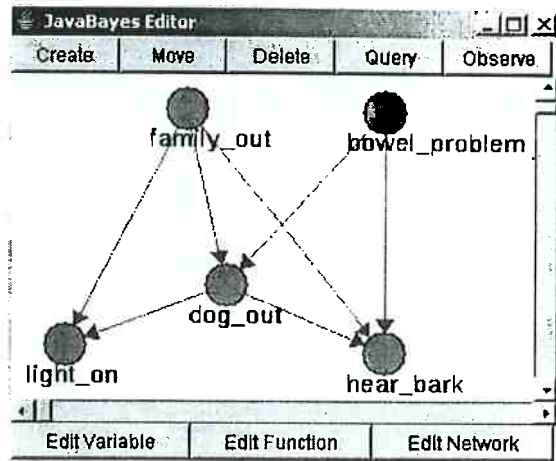 JavaBayes Editor
Create Move Delete Query Observe
family_out bowel_problem
dog_out
light_on hear_bark
Edit Variable Edit Function Edit Network